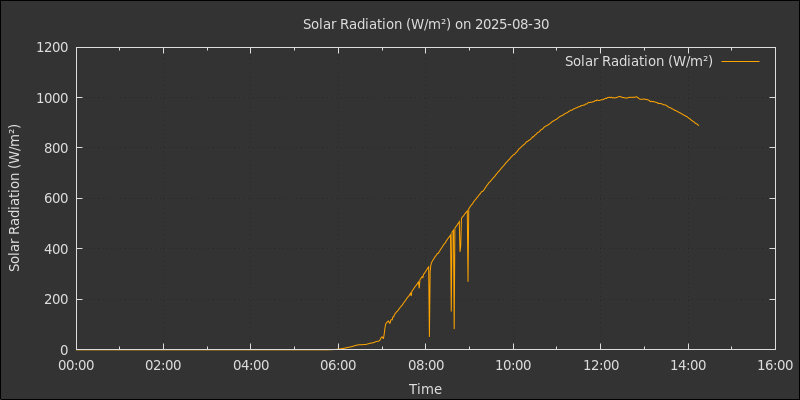 Solar Radiation (W/m²) on 2025-08-30
Solar Radiation (W/m²)
Solar Radiation (W/m²)
1200
1000
800
600
400
200
0
00:00 02:00 04:00 06:00 08:00 10:00 12:00 14:00 16:00
Time